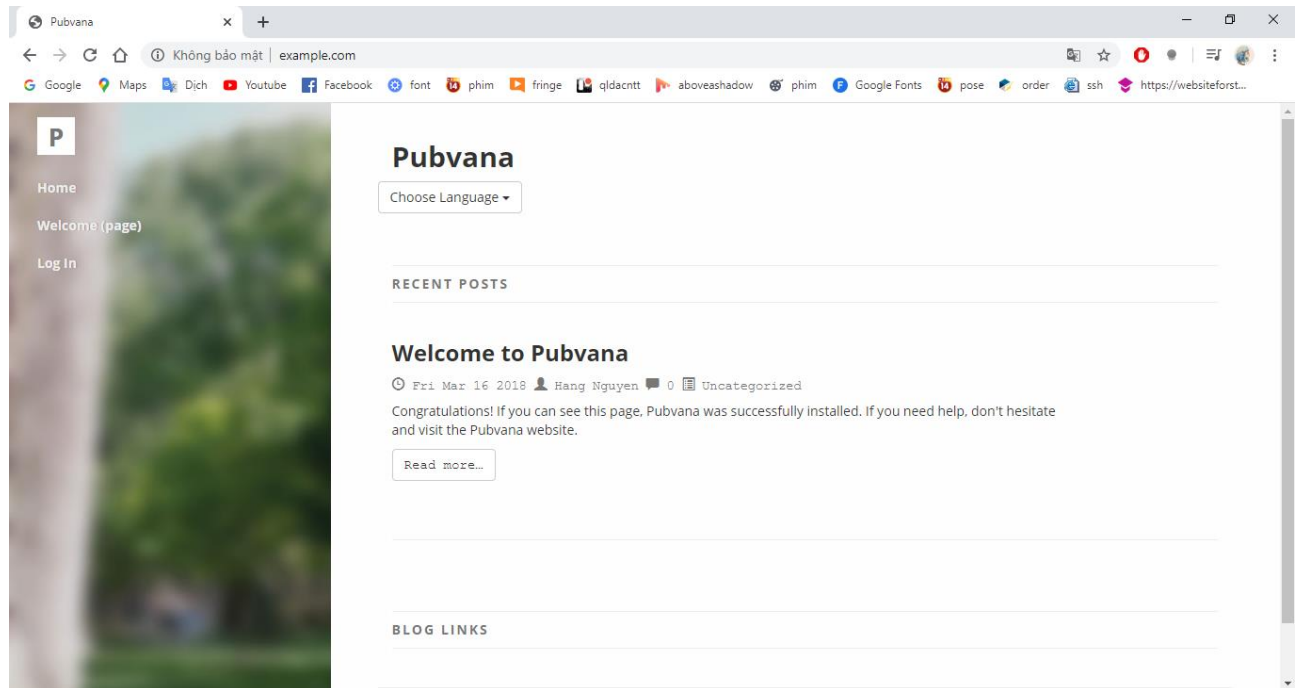 Pubvana
Không bảo mật | example.com
Google Maps Dịch Youtube Facebook font phim fringe qldacntt aboveashadow phim Google Fonts pose order ssh https://websiteforst...
P
Home
Welcome (page)
Log In
Pubvana
Choose Language
RECENT POSTS
Welcome to Pubvana
Fri Mar 16 2018 Hang Nguyen 0 Uncategorized
Congratulations! If you can see this page, Pubvana was successfully installed. If you need help, don't hesitate
and visit the Pubvana website.
Read more…
BLOG LINKS